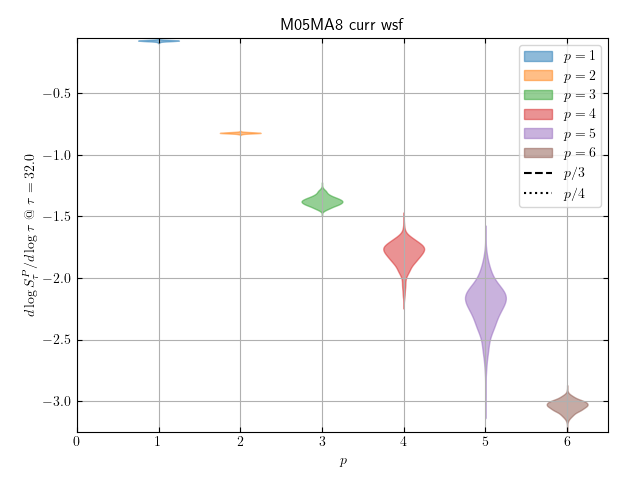 M05MA8 curr wsf
d log S_τ^P / d log τ @ τ = 32.0
−0.5
−1.0
−1.5
−2.0
−2.5
−3.0
0 1 2 3 4 5 6
p
p = 1
p = 2
p = 3
p = 4
p = 5
p = 6
p/3
p/4